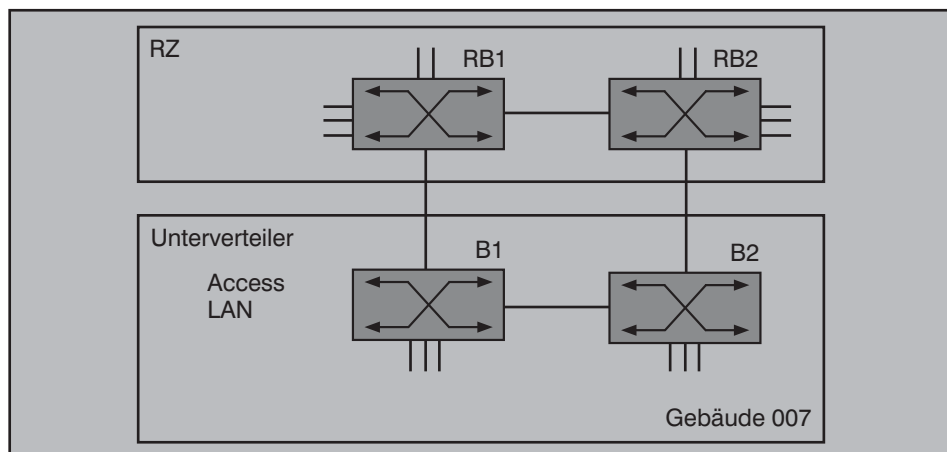 RZ
RB1
RB2
Unterverteiler
B1
B2
Access
LAN
Gebäude 007